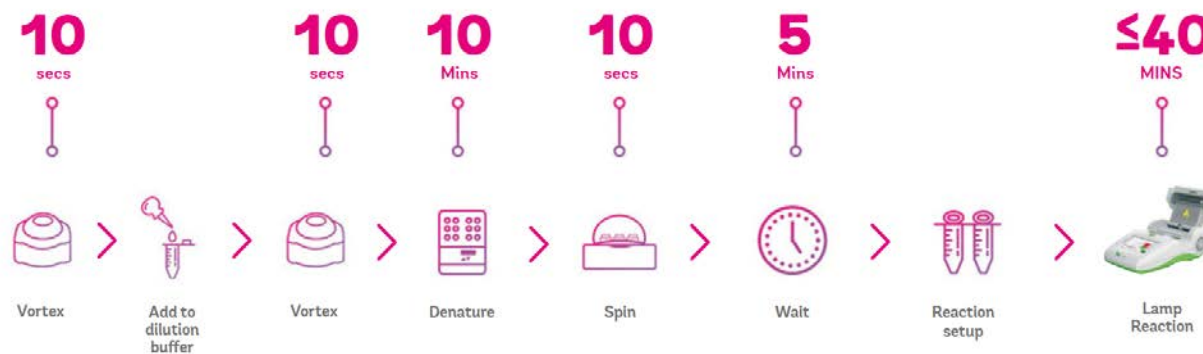 10
secs
10
secs
10
Mins
10
secs
5
Mins
≤40
MINS
Vortex
Add to
dilution
buffer
Vortex
Denature
Spin
Wait
Reaction
setup
Lamp
Reaction